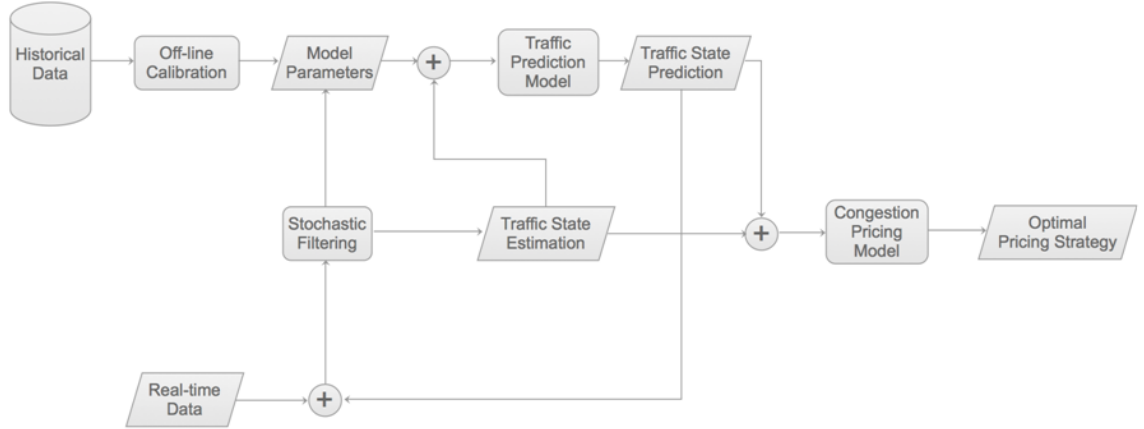 Historical
Data
Off-line
Calibration
Model
Parameters
+
Traffic
Prediction
Model
Traffic State
Prediction
Stochastic
Filtering
Traffic State
Estimation
+
Congestion
Pricing
Model
Optimal
Pricing Strategy
Real-time
Data
+